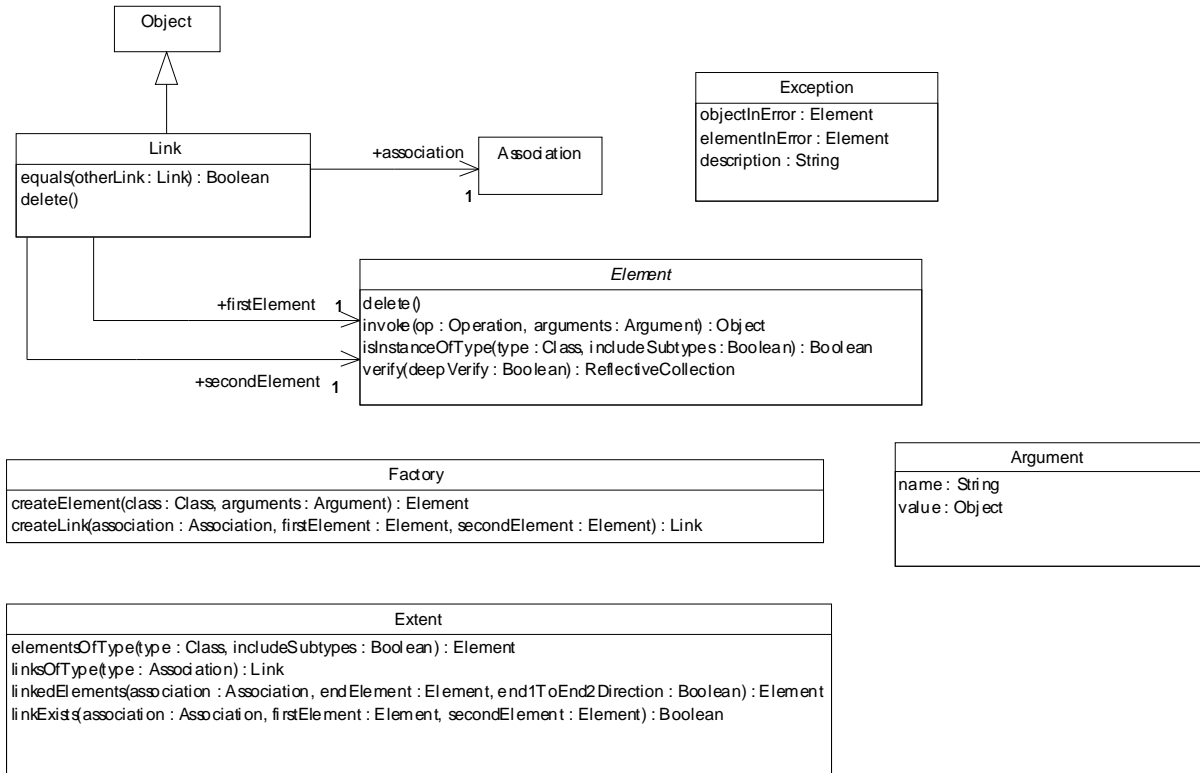 Object
Exception
objectInError : Element
elementInError : Element
description : String
Link
equals(otherLink : Link) : Boolean
delete()
+association
1
Association
Element
delete()
invoke(op : Operation, arguments : Argument) : Object
isInstanceOfType(type : Class, includeSubtypes : Boolean) : Boolean
verify(deepVerify : Boolean) : ReflectiveCollection
+firstElement
1
+secondElement
1
Factory
createElement(class : Class, arguments : Argument) : Element
createLink(association : Association, firstElement : Element, secondElement : Element) : Link
Argument
name : String
value : Object
Extent
elementsOfType(type : Class, includeSubtypes : Boolean) : Element
linksOfType(type : Association) : Link
linkedElements(association : Association, endElement : Element, end1ToEnd2Direction : Boolean) : Element
linkExists(association : Association, firstElement : Element, secondElement : Element) : Boolean